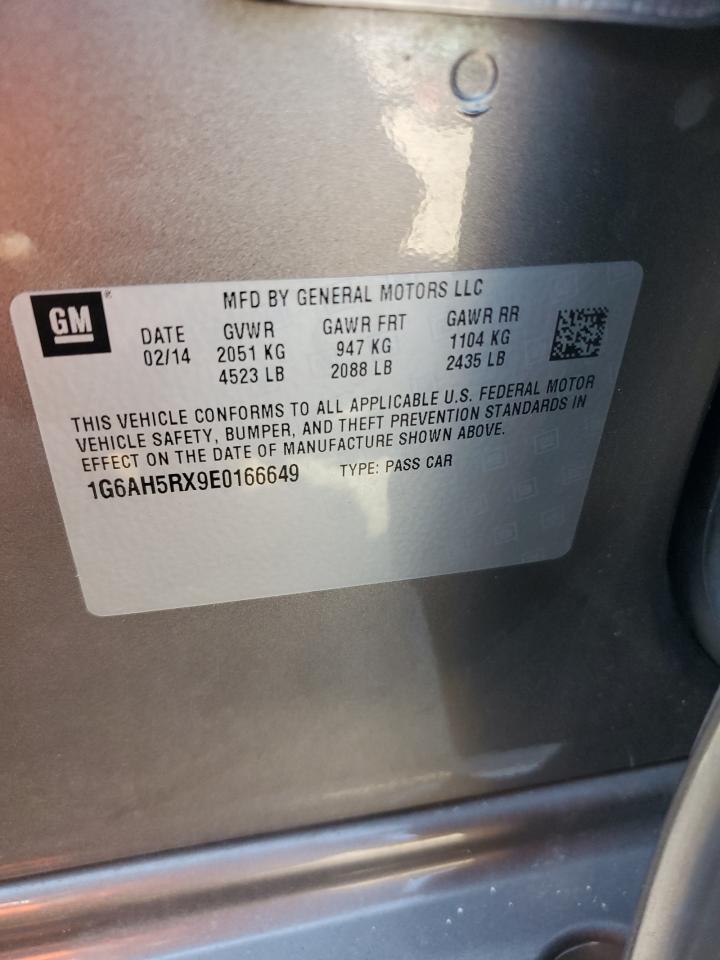 GM
MFD BY GENERAL MOTORS LLC
DATE GVWR GAWR FRT GAWR RR
02/14 2051 KG 947 KG 1104 KG
4523 LB 2088 LB 2435 LB
THIS VEHICLE CONFORMS TO ALL APPLICABLE U.S. FEDERAL MOTOR
VEHICLE SAFETY, BUMPER, AND THEFT PREVENTION STANDARDS IN
EFFECT ON THE DATE OF MANUFACTURE SHOWN ABOVE.
1G6AH5RX9E0166649 TYPE: PASS CAR